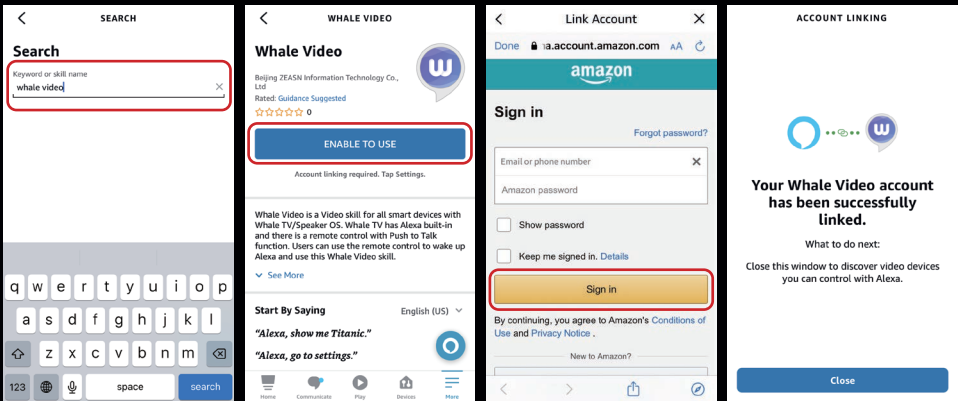 SEARCH
Search
Keyword or skill name
whale video
q w e r t y u i o p
a s d f g h j k l
z x c v b n m
123 space search
WHALE VIDEO
Whale Video
Beijing 2EASN Information Technology Co.,
Ltd
Rated: Guidance Suggested
0
ENABLE TO USE
Account linking required. Tap Settings.
Whale Video is a Video skill for all smart devices with
Whale TV/Speaker OS. Whale TV has Alexa built-in
and there is a remote control with Push to Talk
function. Users can use the remote control to wake up
Alexa and use this Whale Video skill.
See More
Start By Saying
English (US)
“Alexa, show me Titanic.”
“Alexa, go to settings.”
Home Communicate Play Devices More
Link Account
Done
a.account.amazon.com
AA
amazon
Sign in
Forgot password?
Email or phone number
Amazon password
Show password
Keep me signed in. Details
Sign in
By continuing, you agree to Amazon's Conditions of
Use and Privacy Notice .
New to Amazon?
ACCOUNT LINKING
Your Whale Video account
has been successfully
linked.
What to do next:
Close this window to discover video devices
you can control with Alexa.
Close